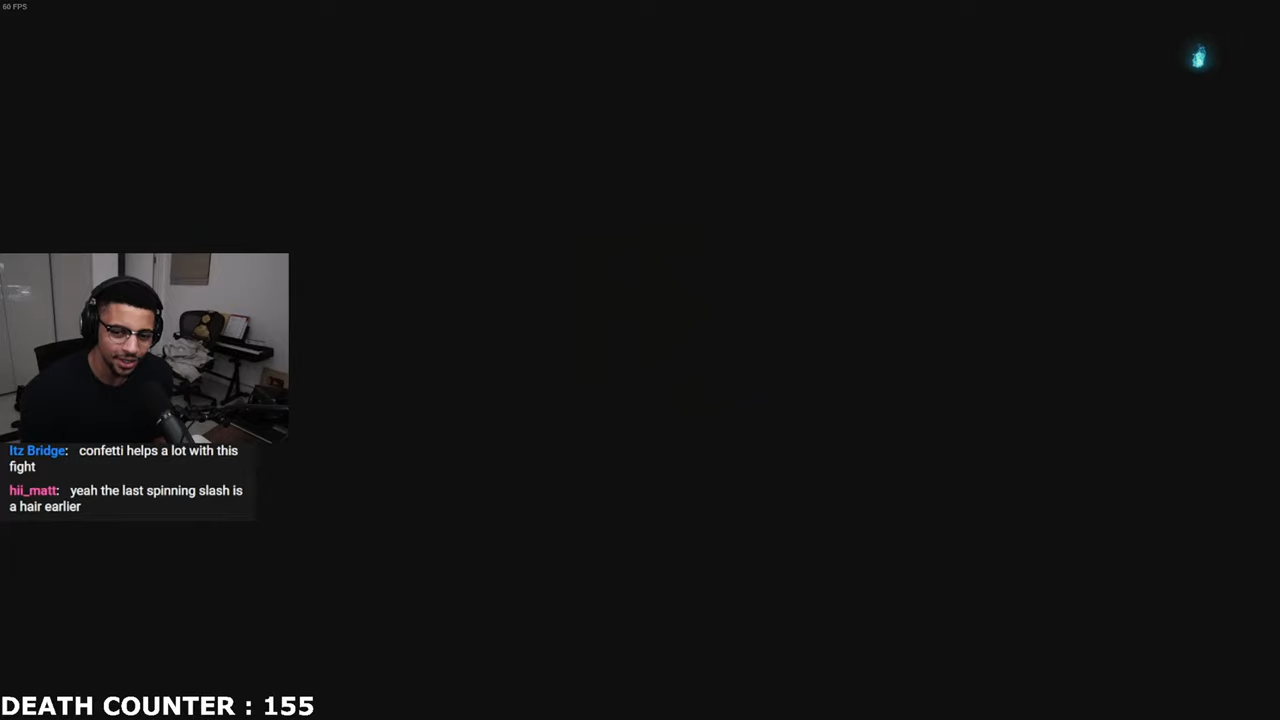 60 FPS
Itz Bridge: confetti helps a lot with this
fight
hii_matt: yeah the last spinning slash is
a hair earlier
DEATH COUNTER : 155